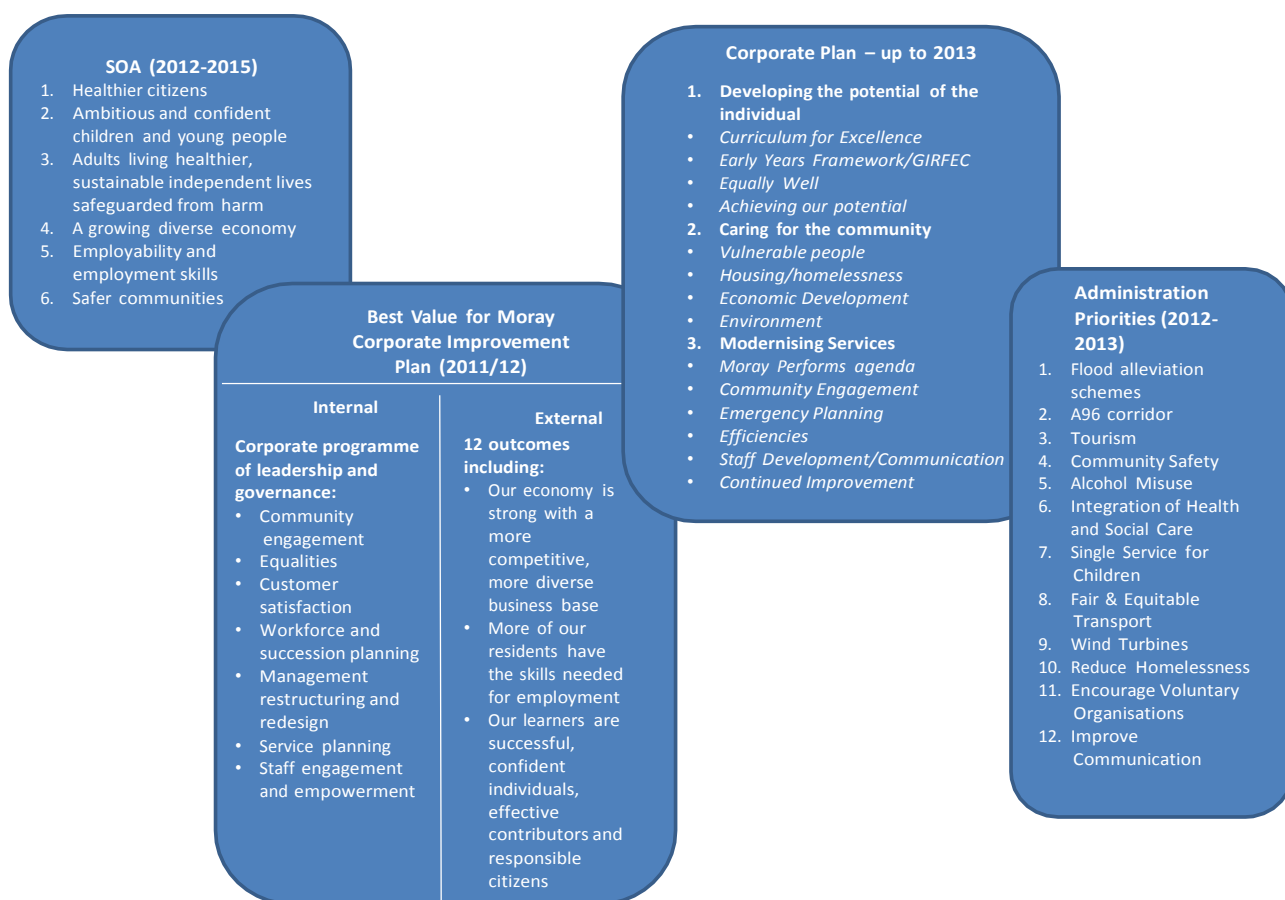 SOA (2012-2015)
1. Healthier citizens
2. Ambitious and confident
children and young people
3. Adults living healthier,
sustainable independent lives
safeguarded from harm
4. A growing diverse economy
5. Employability and
employment skills
6. Safer communities
Best Value for Moray
Corporate Improvement
Plan (2011/12)
Internal
Corporate programme
of leadership and
governance:
• Community
engagement
• Equalities
• Customer
satisfaction
• Workforce and
succession planning
• Management
restructuring and
redesign
• Service planning
• Staff engagement
and empowerment
External
12 outcomes
including:
• Our economy is
strong with a
more
competitive,
more diverse
business base
• More of our
residents have
the skills needed
for employment
• Our learners are
successful,
confident
individuals,
effective
contributors and
responsible
citizens
Corporate Plan – up to 2013
1. Developing the potential of the
individual
• Curriculum for Excellence
• Early Years Framework/GIRFEC
• Equally Well
• Achieving our potential
2. Caring for the community
• Vulnerable people
• Housing/homelessness
• Economic Development
• Environment
3. Modernising Services
• Moray Performs agenda
• Community Engagement
• Emergency Planning
• Efficiencies
• Staff Development/Communication
• Continued Improvement
Administration
Priorities (2012-
2013)
1. Flood alleviation
schemes
2. A96 corridor
3. Tourism
4. Community Safety
5. Alcohol Misuse
6. Integration of Health
and Social Care
7. Single Service for
Children
8. Fair & Equitable
Transport
9. Wind Turbines
10. Reduce Homelessness
11. Encourage Voluntary
Organisations
12. Improve
Communication